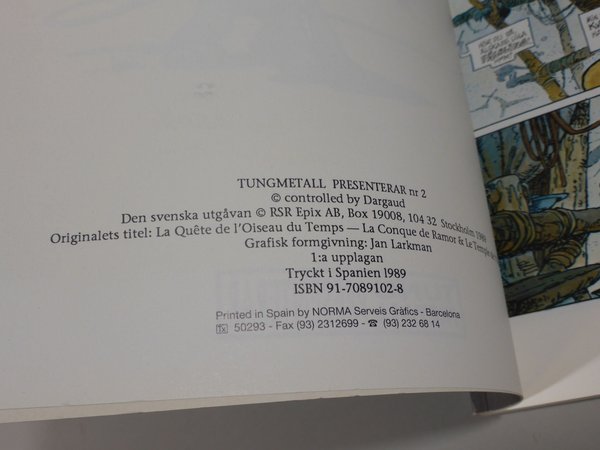 TUNGMETALL PRESENTERAR nr 2
© controlled by Dargaud
Den svenska utgåvan © RSR Epix AB, Box 19008, 104 32 Stockholm 1989
Originalets titel: La Quête de l'Oiseau du Temps — La Conque de Ramor & Le Temple de
Grafisk formgivning: Jan Larkman
1:a upplagan
Tryckt i Spanien 1989
ISBN 91-7089102-8
Printed in Spain by NORMA Serveis Gràfics - Barcelona
50293 - Fax (93) 2312699 - ☎ (93) 232 68 14